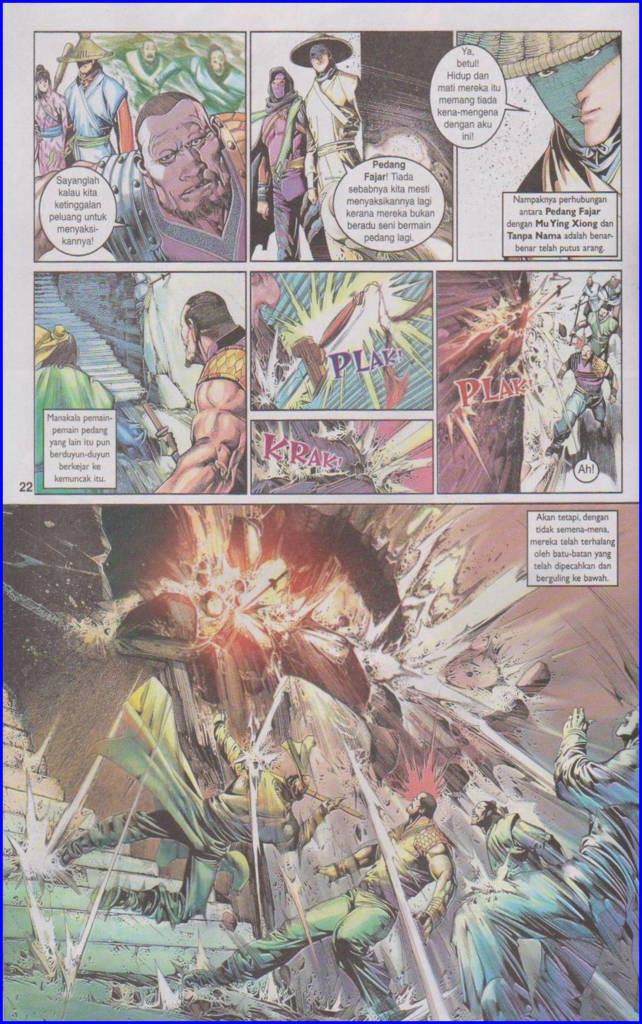 Sayanglah
kalau kita
ketinggalan
peluang untuk
menyaksi-
kannya!
Pedang
Fajar! Tiada
sebabnya kita mesti
menyaksikannya lagi
kerana mereka bukan
beradu seni bermain
pedang lagi.
Ya,
betul!
Hidup dan
mati mereka itu
memang tiada
kena-mengena
dengan aku
ini!
Nampaknya perhubungan
antara Pedang Fajar
dengan Mu Ying Xiong dan
Tanpa Nama adalah benar-
benar telah putus arang.
Manakala pemain-
pemain pedang
yang lain itu pun
berduyun-duyun
berkejar ke
kemuncak itu.
PLAK!
KRAK!
PLAK!
Ah!
22
Akan tetapi, dengan
tidak semena-mena,
mereka telah terhalang
oleh batu-batan yang
telah dipecahkan dan
berguling ke bawah.